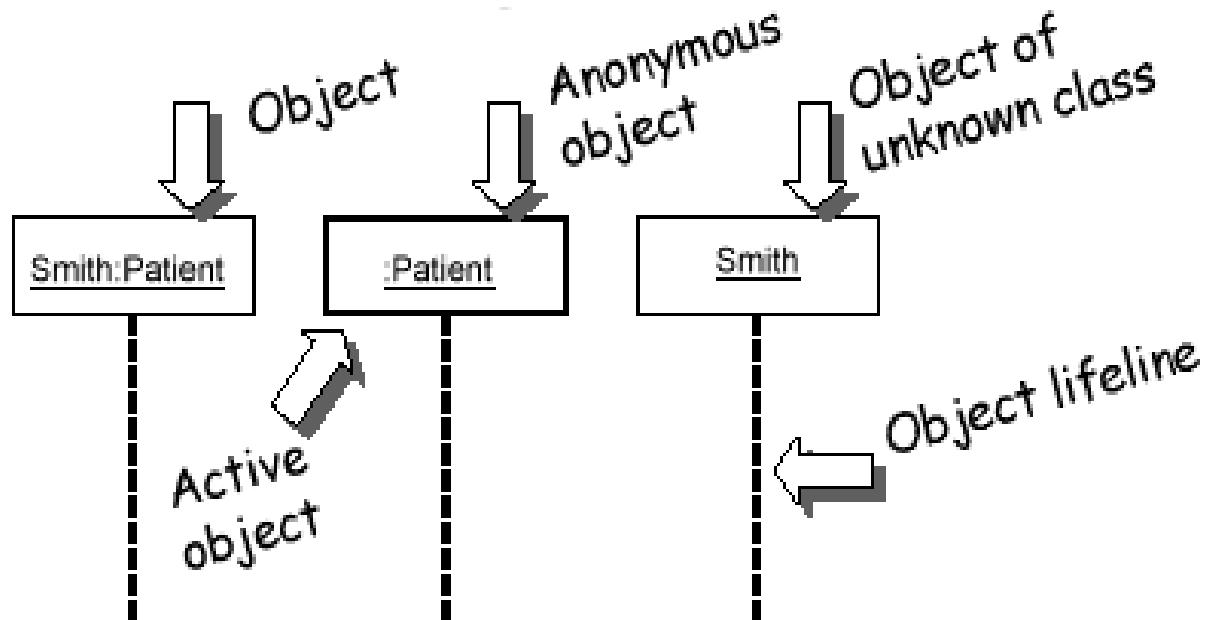 Object
Anonymous
object
Object of
unknown class
Smith:Patient
:Patient
Smith
Active
object
Object lifeline